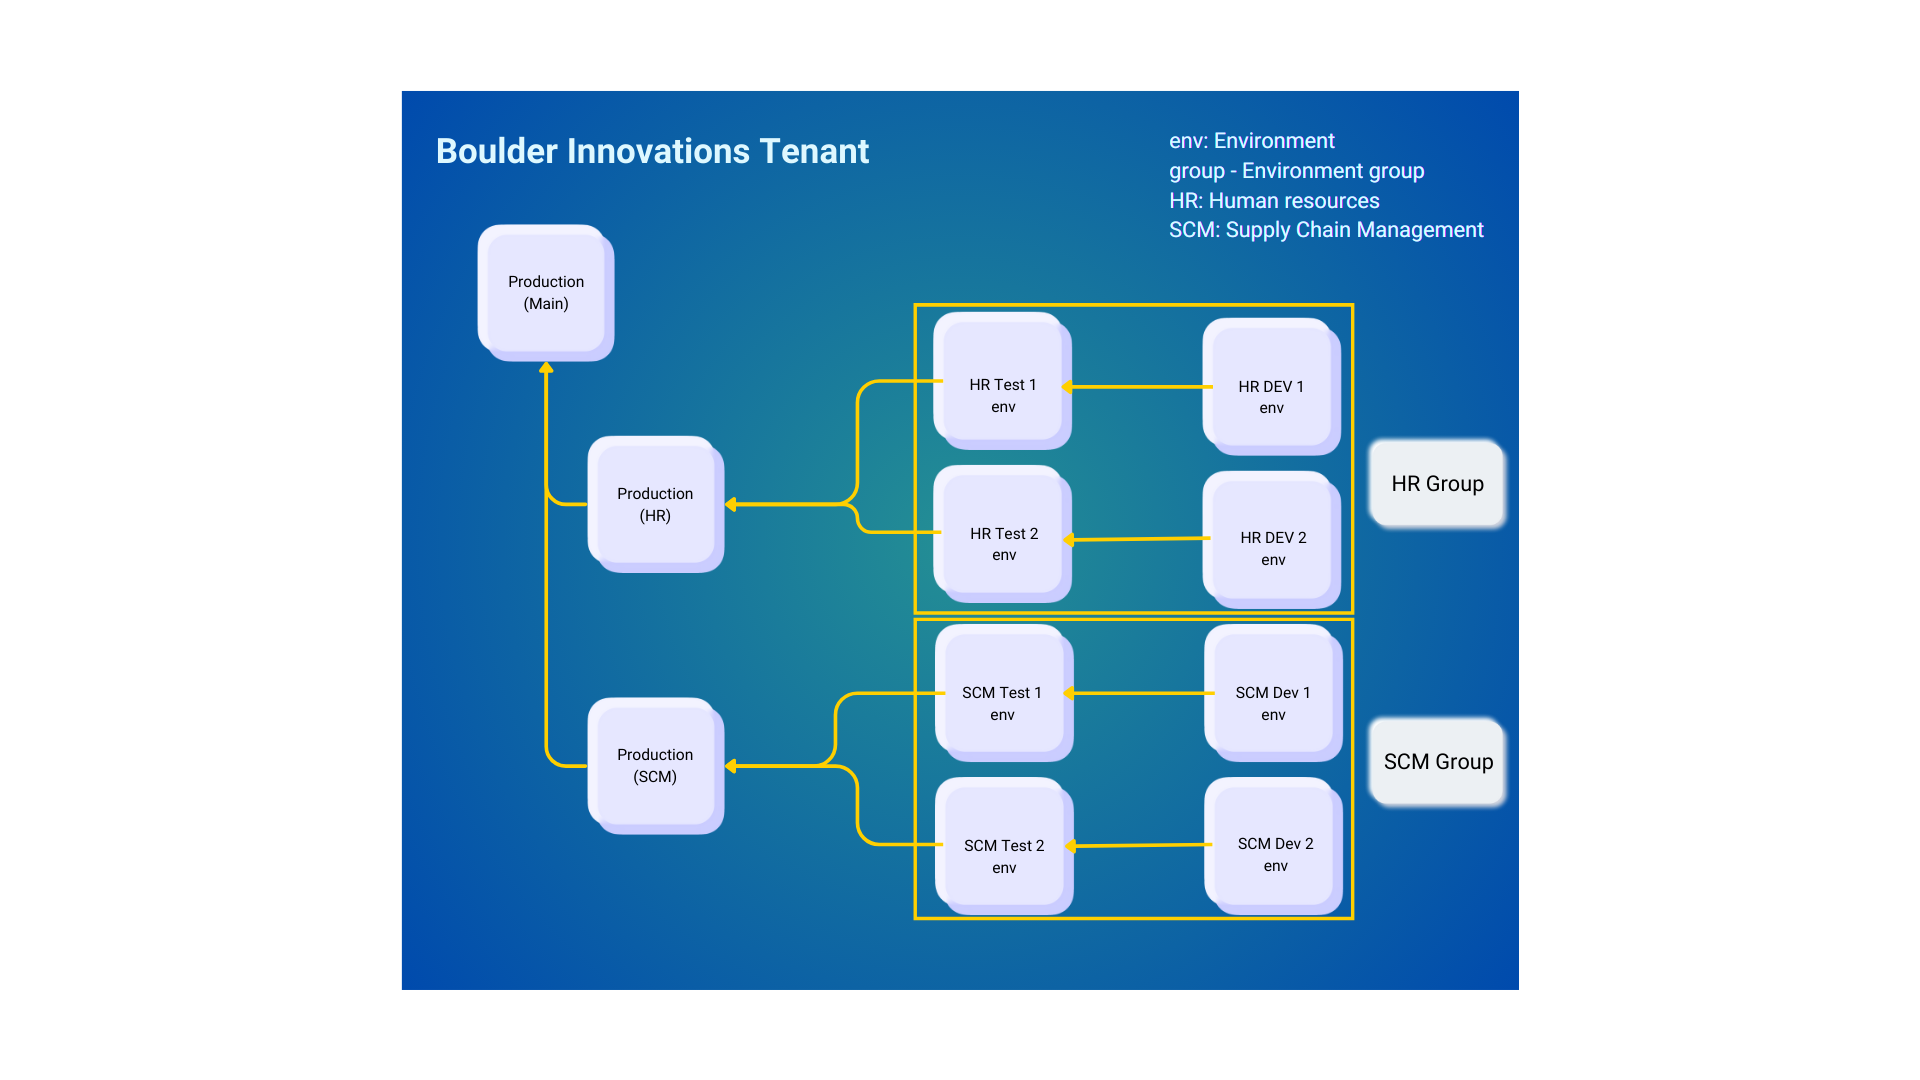 Boulder Innovations Tenant
env: Environment
group - Environment group
HR: Human resources
SCM: Supply Chain Management
Production
(Main)
HR Test 1
env
HR DEV 1
env
Production
(HR)
HR Group
HR Test 2
env
HR DEV 2
env
SCM Test 1
env
SCM Dev 1
env
Production
(SCM)
SCM Group
SCM Test 2
env
SCM Dev 2
env